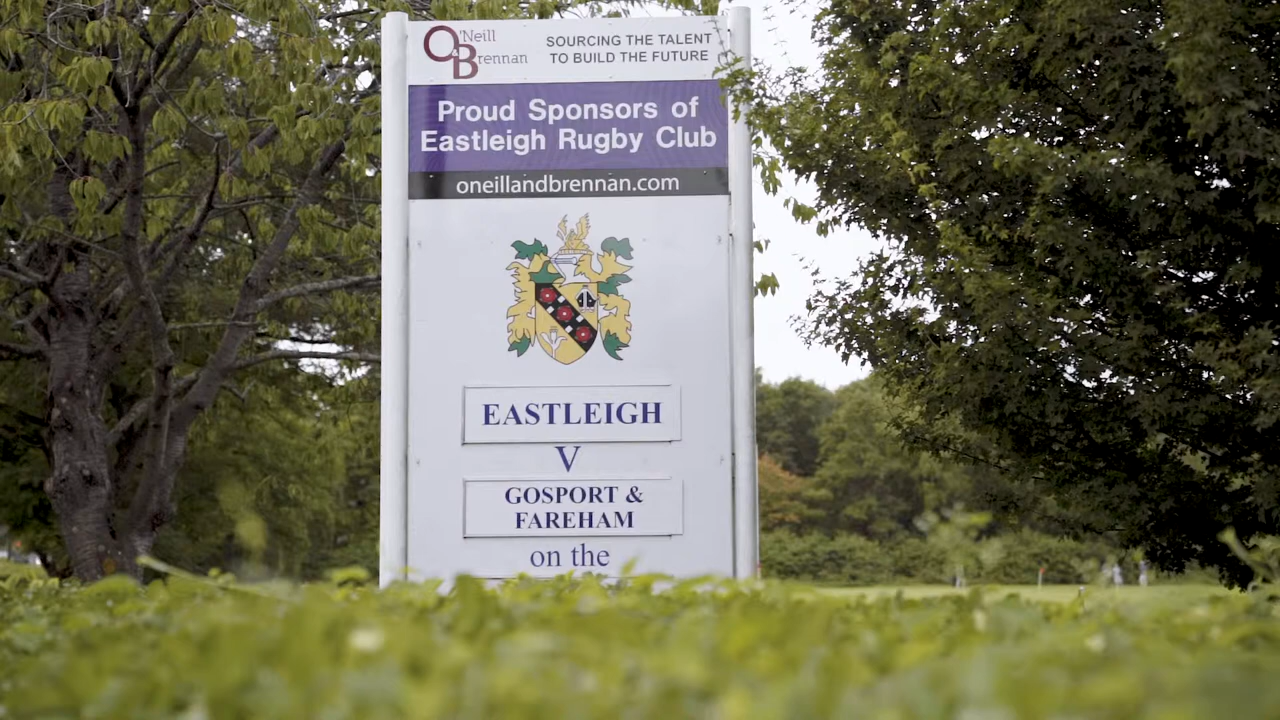 O'Neill
Brennan
SOURCING THE TALENT
TO BUILD THE FUTURE
Proud Sponsors of
Eastleigh Rugby Club
oneillandbrennan.com
EASTLEIGH
V
GOSPORT &
FAREHAM
on the